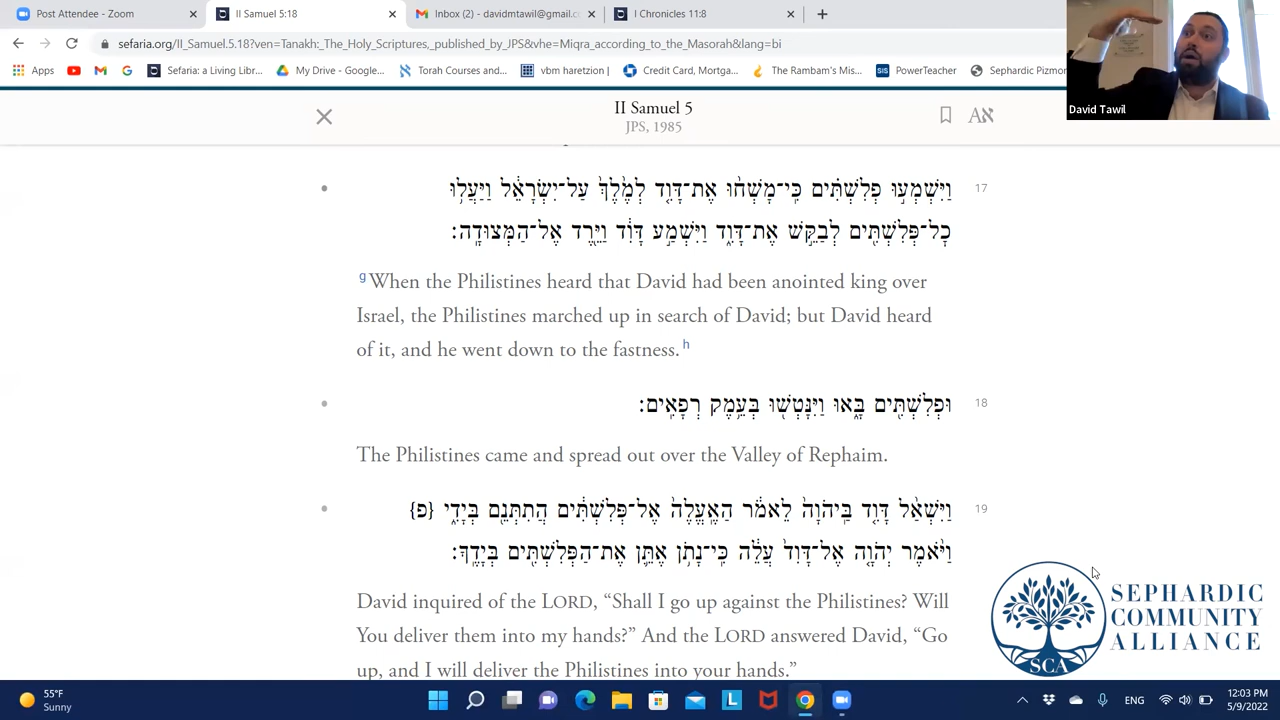 Post Attendee - Zoom
II Samuel 5:18
Inbox (2) - davidmtawil@gmail.c
I Chronicles 11:8
sefaria.org/II_Samuel.5.18?ven=Tanakh:_The_Holy_Scriptures,_published_by_JPS&vhe=Miqra_according_to_the_Masorah&lang=bi
Apps
Sefaria: a Living Libr...
My Drive - Google...
Torah Courses and...
vbm haretzion
Credit Card, Mortga...
The Rambam's Mis...
PowerTeacher
Sephardic Pizmon
David Tawil
II Samuel 5
JPS, 1985
17
וַיִּשְׁמְע֣וּ פְלִשְׁתִּ֗ים כִּי־מָשְׁח֨וּ אֶת־דָּוִ֤ד לְמֶ֙לֶךְ֙ עַל־יִשְׂרָאֵ֔ל וַיַּעֲל֥וּ
כׇל־פְּלִשְׁתִּ֖ים לְבַקֵּ֣שׁ אֶת־דָּוִ֑ד וַיִּשְׁמַ֣ע דָּוִ֔ד וַיֵּ֖רֶד אֶל־הַמְּצוּדָֽה׃
g When the Philistines heard that David had been anointed king over
Israel, the Philistines marched up in search of David; but David heard
of it, and he went down to the fastness. h
18
וּפְלִשְׁתִּ֖ים בָּ֑אוּ וַיִּנָּטְשׁ֖וּ בְּעֵ֥מֶק רְפָאִֽים׃
The Philistines came and spread out over the Valley of Rephaim.
19
וַיִּשְׁאַ֨ל דָּוִ֤ד בַּֽיהֹוָה֙ לֵאמֹ֔ר הַאֶֽעֱלֶה֙ אֶל־פְּלִשְׁתִּ֔ים הֲתִתְּנֵ֖ם בְּיָדִ֑י {פ}
וַיֹּ֨אמֶר יְהֹוָ֤ה אֶל־דָּוִד֙ עֲלֵ֔ה כִּֽי־נָתֹ֥ן אֶתֵּ֛ן אֶת־הַפְּלִשְׁתִּ֖ים בְּיָדֶֽךָ׃
David inquired of the LORD, “Shall I go up against the Philistines? Will
You deliver them into my hands?” And the LORD answered David, “Go
up, and I will deliver the Philistines into your hands.”
SEPHARDIC
COMMUNITY
ALLIANCE
SCA
55°F
Sunny
ENG
12:03 PM
5/9/2022